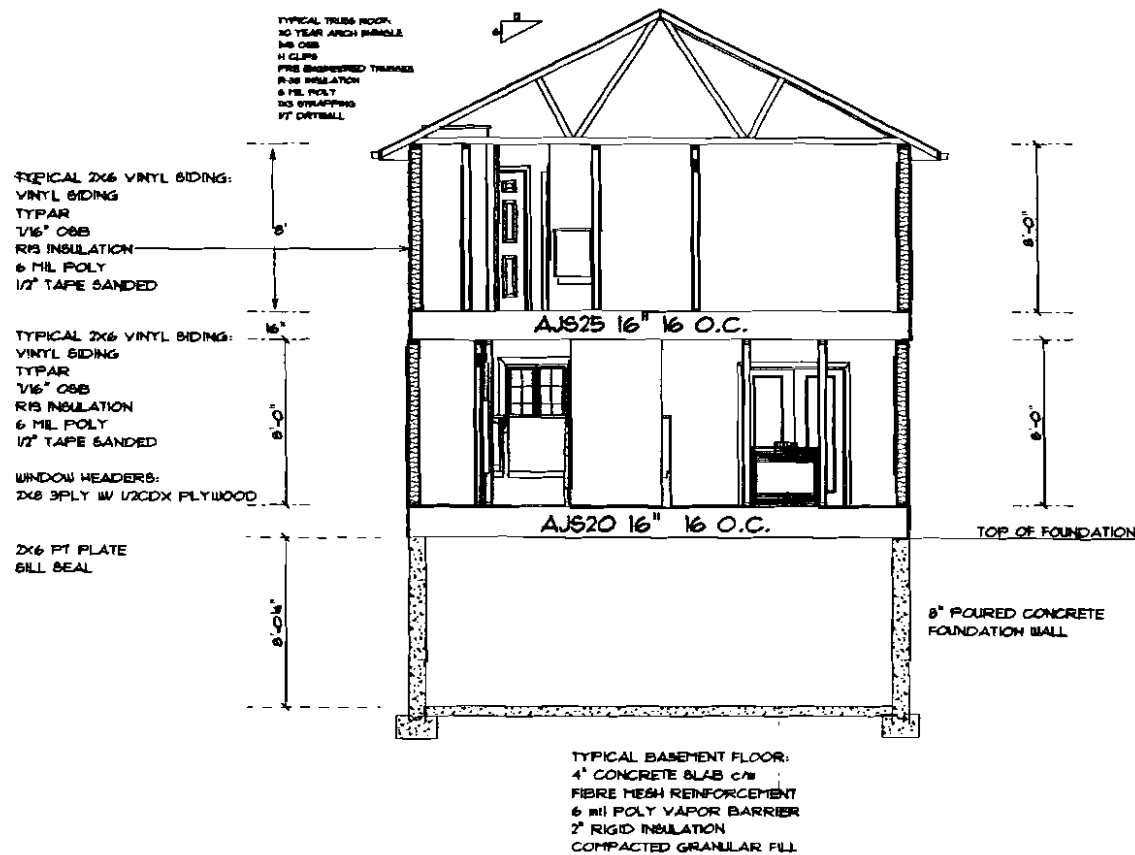 TYPICAL TRUSS ROOF:
30 YEAR ARCH SHINGLE
OSB
H CLIPS
PRE ENGINEERED TRUSSES
INSULATION
6 MIL POLY
STRAPPING
1/2" DRYWALL
TYPICAL 2X6 VINYL SIDING:
VINYL SIDING
TYPAR
7/16" OSB
R19 INSULATION
6 MIL POLY
1/2" TAPE SANDED
8'
8'-0"
AJS25 16" 16 O.C.
16"
TYPICAL 2X6 VINYL SIDING:
VINYL SIDING
TYPAR
7/16" OSB
R19 INSULATION
6 MIL POLY
1/2" TAPE SANDED
8'-0"
8'-0"
WINDOW HEADERS:
2X8 3PLY W/ 1/2CDX PLYWOOD
AJS20 16" 16 O.C.
TOP OF FOUNDATION
2X6 PT PLATE
SILL SEAL
8" POURED CONCRETE
FOUNDATION WALL
TYPICAL BASEMENT FLOOR:
4" CONCRETE SLAB c/w
FIBRE MESH REINFORCEMENT
6 mil POLY VAPOR BARRIER
2" RIGID INSULATION
COMPACTED GRANULAR FILL